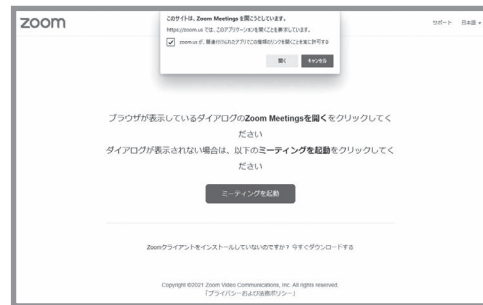 zoom
サポート 日本語
このサイトは、Zoom Meetings を開こうとしています。
https://zoom.us では、このアプリケーションを開くことを要求しています。
zoom.us が、関連付けられたアプリでこの種類のリンクを開くことを常に許可する
開く キャンセル
ブラウザが表示しているダイアログのZoom Meetingsを開くをクリックしてく
ださい
ダイアログが表示されない場合は、以下のミーティングを起動をクリックしてく
ださい
ミーティングを起動
Zoomクライアントをインストールしていないのですか？ 今すぐダウンロードする
Copyright ©2021 Zoom Video Communications, Inc. All rights reserved.
「プライバシーおよび法務ポリシー」